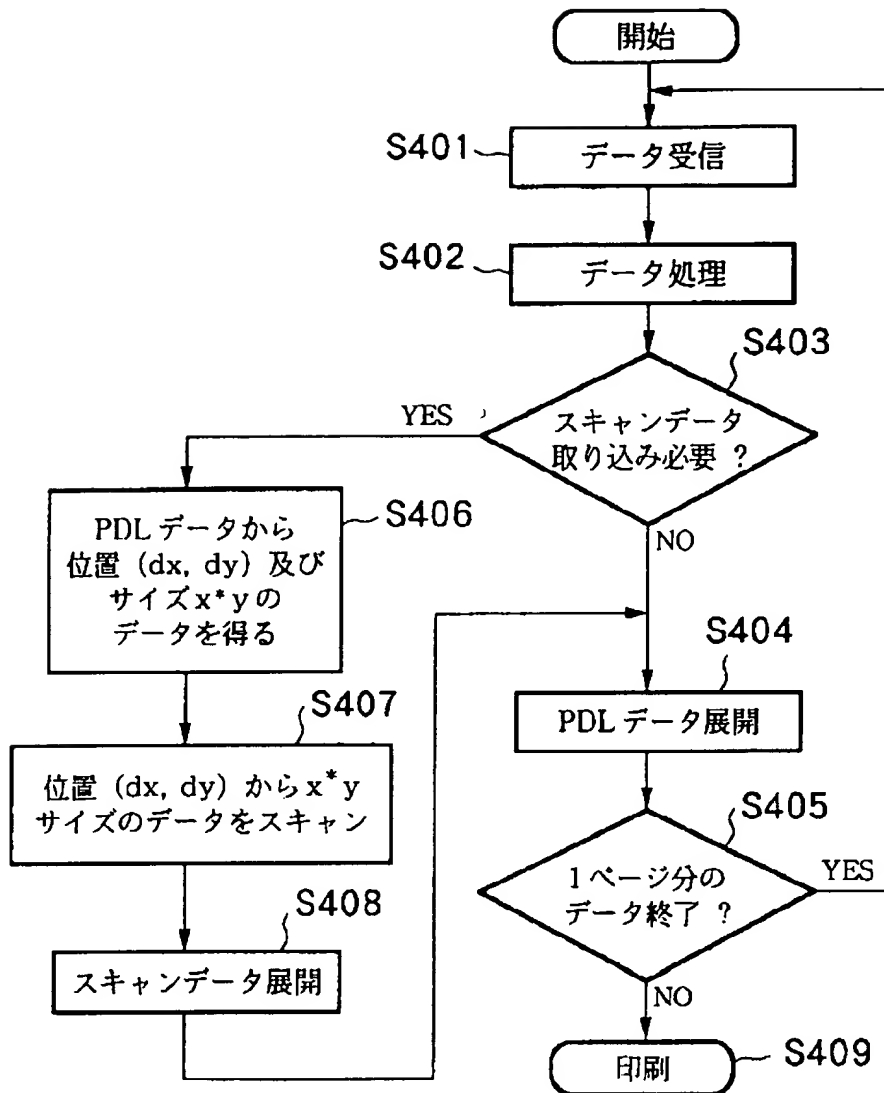 開始
S401
データ受信
S402
データ処理
S403
スキャンデータ
取り込み必要 ?
YES
NO
PDLデータから
位置 (dx, dy) 及び
サイズx*yの
データを得る
S406
S404
PDLデータ展開
S407
位置 (dx, dy) からx*y
サイズのデータをスキャン
S405
1ページ分の
データ終了 ?
YES
NO
S408
スキャンデータ展開
印刷
S409